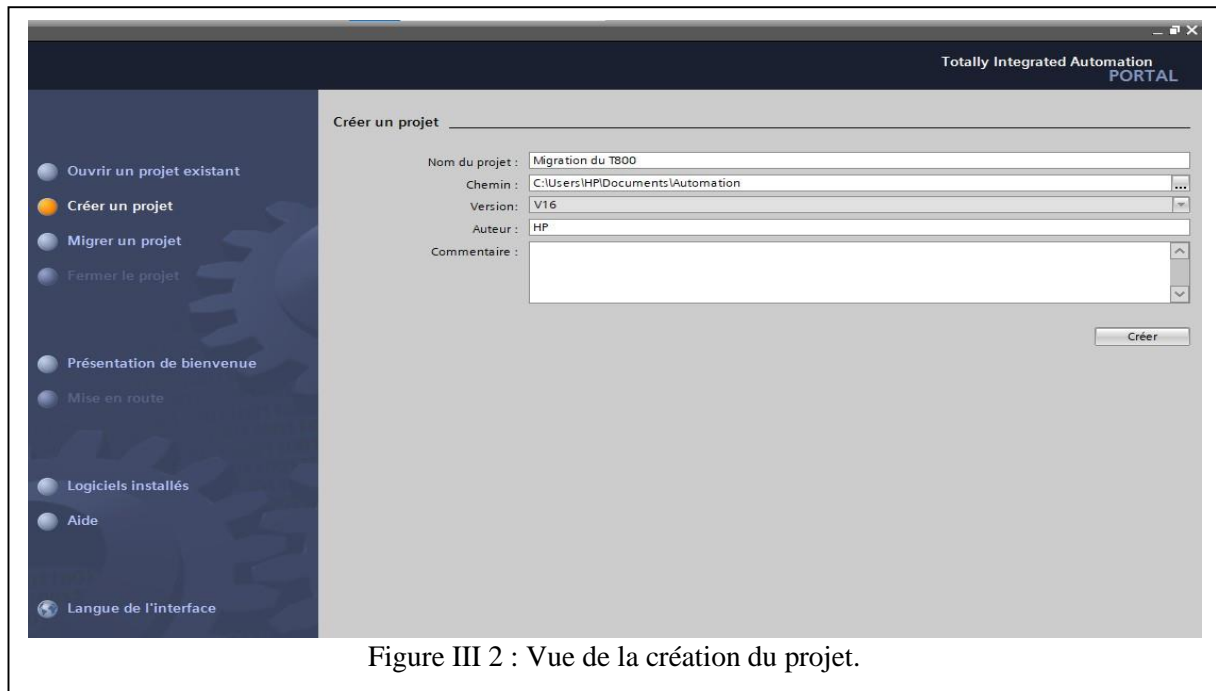 Totally Integrated Automation
PORTAL
Créer un projet
Ouvrir un projet existant
Créer un projet
Migrer un projet
Fermer le projet
Présentation de bienvenue
Mise en route
Logiciels installés
Aide
Langue de l'interface
Nom du projet : Migration du T800
Chemin : C:\Users\HP\Documents\Automation
...
Version: V16
Auteur : HP
Commentaire :
Créer
Figure III 2 : Vue de la création du projet.